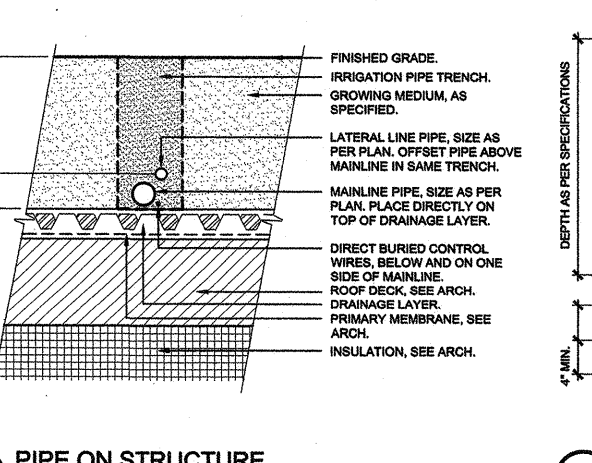 FINISHED GRADE.
IRRIGATION PIPE TRENCH.
GROWING MEDIUM, AS
SPECIFIED.
LATERAL LINE PIPE, SIZE AS
PER PLAN. OFFSET PIPE ABOVE
MAINLINE IN SAME TRENCH.
MAINLINE PIPE, SIZE AS PER
PLAN. PLACE DIRECTLY ON
TOP OF DRAINAGE LAYER.
DIRECT BURIED CONTROL
WIRES, BELOW AND ON ONE
SIDE OF MAINLINE.
ROOF DECK, SEE ARCH.
DRAINAGE LAYER.
PRIMARY MEMBRANE, SEE
ARCH.
INSULATION, SEE ARCH.
DEPTH AS PER SPECIFICATIONS
4" MIN.
PIPE ON STRUCTURE